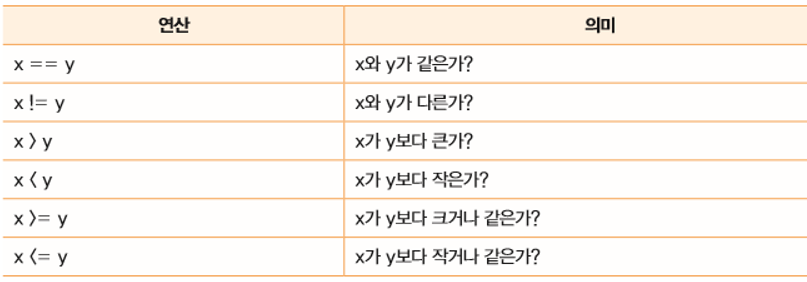 연산 의미
x == y x와 y가 같은가?
x != y x와 y가 다른가?
x > y x가 y보다 큰가?
x < y x가 y보다 작은가?
x >= y x가 y보다 크거나 같은가?
x <= y x가 y보다 작거나 같은가?